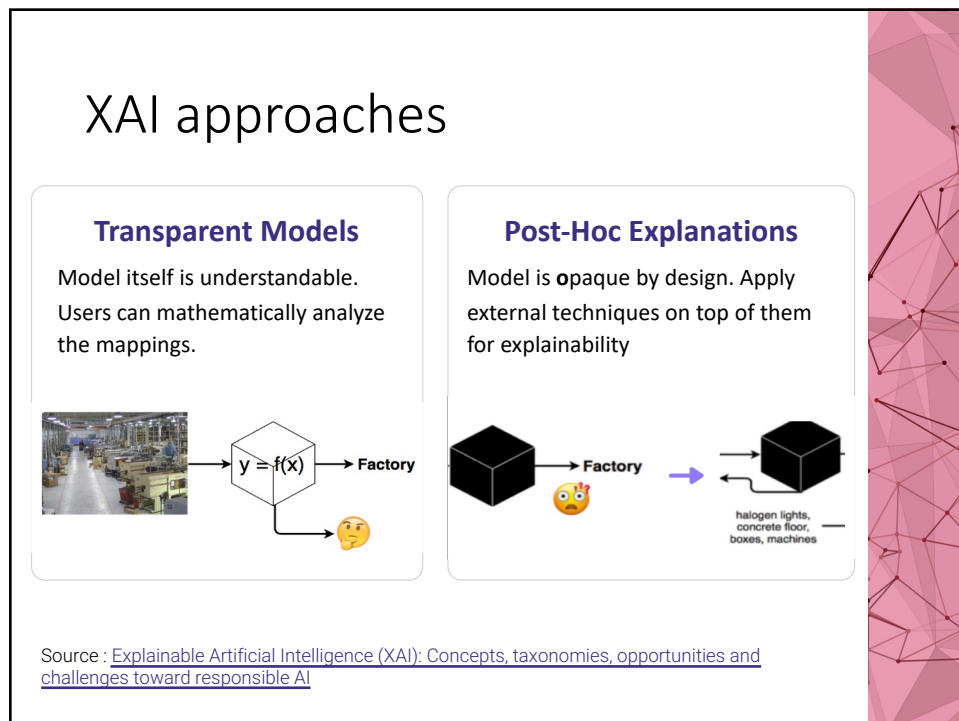 XAI approaches
Transparent Models
Model itself is understandable.
Users can mathematically analyze
the mappings.
y = f(x)
Factory
Post-Hoc Explanations
Model is opaque by design. Apply
external techniques on top of them
for explainability
Factory
halogen lights,
concrete floor,
boxes, machines
Source : Explainable Artificial Intelligence (XAI): Concepts, taxonomies, opportunities and
challenges toward responsible AI